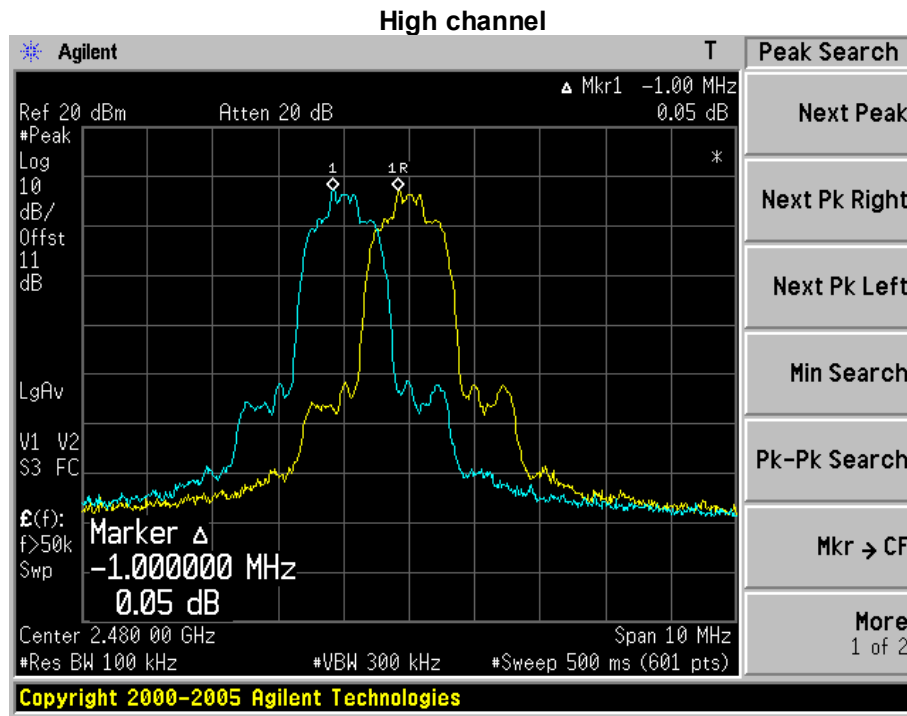 High channel
Agilent T Peak Search
Δ Mkr1 -1.00 MHz
Ref 20 dBm Atten 20 dB 0.05 dB
#Peak
Log
10
dB/
Offst
11
dB
1 1R
*
LgAv
V1 V2
S3 FC
£(f):
f>50k
Swp
Marker Δ
-1.000000 MHz
0.05 dB
Center 2.480 00 GHz Span 10 MHz
#Res BW 100 kHz #VBW 300 kHz #Sweep 500 ms (601 pts)
Next Peak
Next Pk Right
Next Pk Left
Min Search
Pk-Pk Search
Mkr → CF
More
1 of 2
Copyright 2000-2005 Agilent Technologies